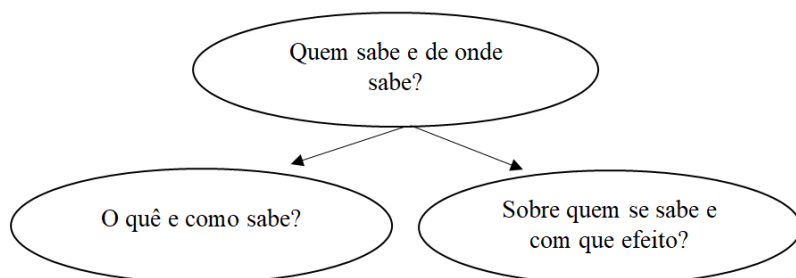 Quem sabe e de onde
sabe?
O quê e como sabe?
Sobre quem se sabe e
com que efeito?